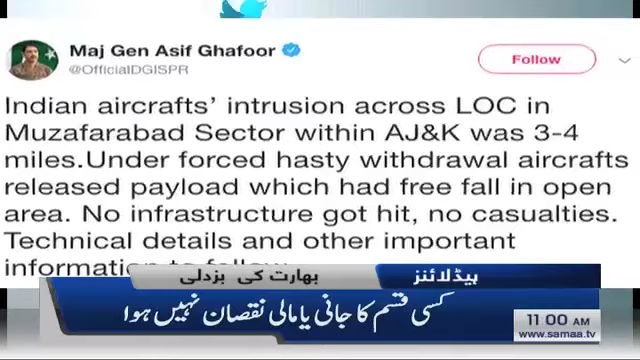 Maj Gen Asif Ghafoor
@OfficialDGISPR
Follow
Indian aircrafts' intrusion across LOC in
Muzafarabad Sector within AJ&K was 3-4
miles.Under forced hasty withdrawal aircrafts
released payload which had free fall in open
area. No infrastructure got hit, no casualties.
Technical details and other important
information to follow
بھارت کی بزدلی
ہیڈلائنز
کسی قسم کا جانی یا مالی نقصان نہیں ہوا
11:00 AM
www.samaa.tv